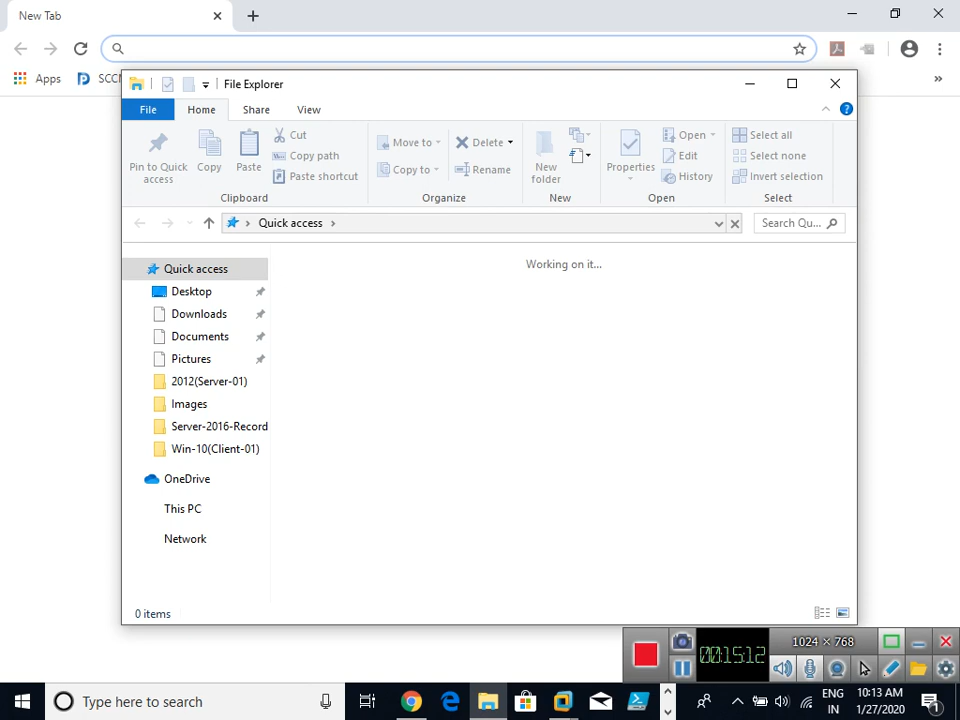 New Tab
Apps
SCCM
File Explorer
File
Home
Share
View
Pin to Quick access
Copy
Paste
Cut
Copy path
Paste shortcut
Clipboard
Move to
Copy to
Delete
Rename
Organize
New folder
New
Properties
Open
Edit
History
Open
Select all
Select none
Invert selection
Select
Quick access
Search Qu...
Working on it...
Quick access
Desktop
Downloads
Documents
Pictures
2012(Server-01)
Images
Server-2016-Record
Win-10(Client-01)
OneDrive
This PC
Network
0 items
1024 × 768
00:15:12
Type here to search
ENG
IN
10:13 AM
1/27/2020
1